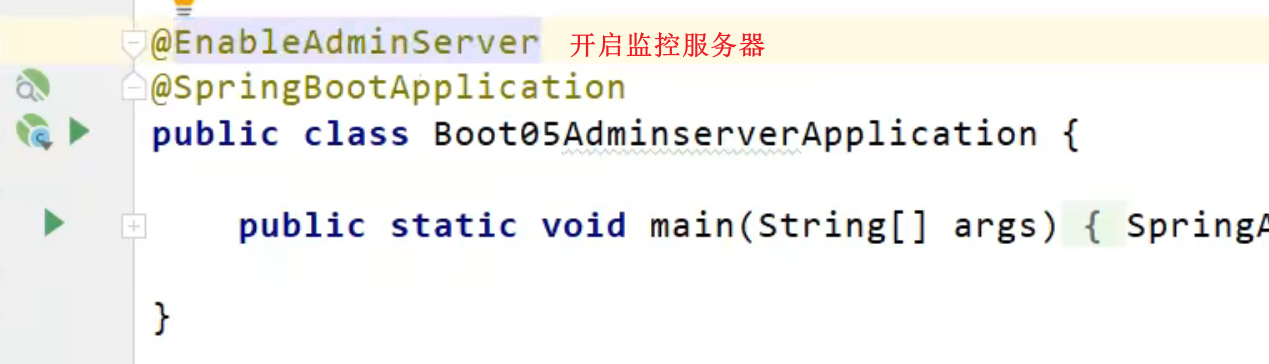 @EnableAdminServer 开启监控服务器
@SpringBootApplication
public class Boot05AdminserverApplication {
public static void main(String[] args) { SpringA
}